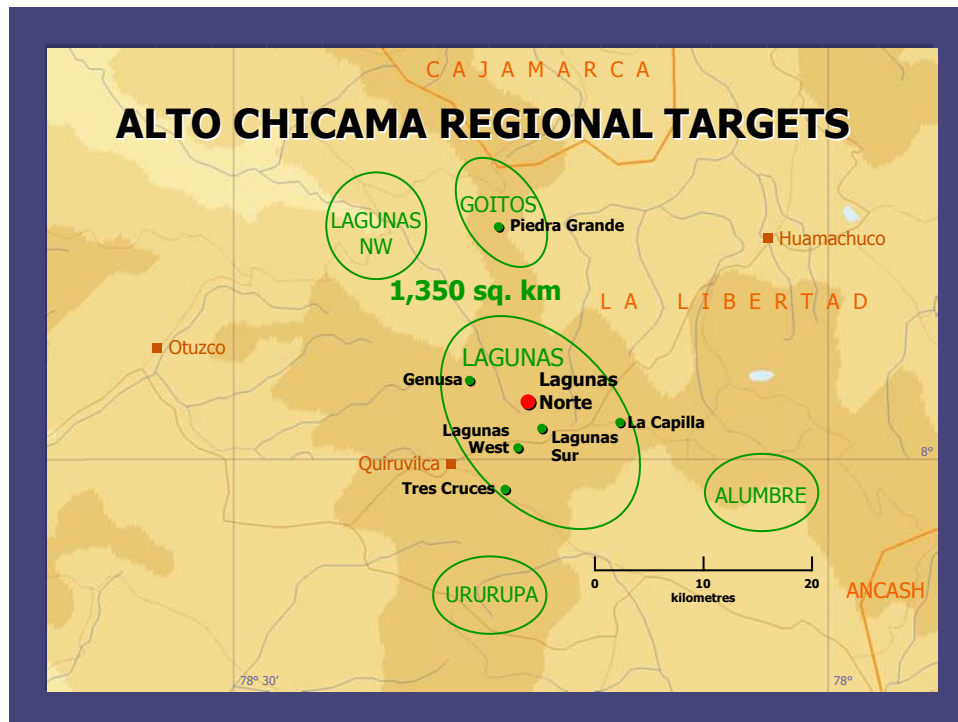 C A J A M A R C A
ALTO CHICAMA REGIONAL TARGETS
GOITOS
LAGUNAS
NW
Piedra Grande
Huamachuco
1,350 sq. km
L A L I B E R T A D
Otuzco
LAGUNAS
Genusa
Lagunas
Norte
La Capilla
Lagunas
West
Lagunas
Sur
8°
Quiruvilca
Tres Cruces
ALUMBRE
0 10 20
kilometres
URURUPA
ANCASH
78° 30'
78°